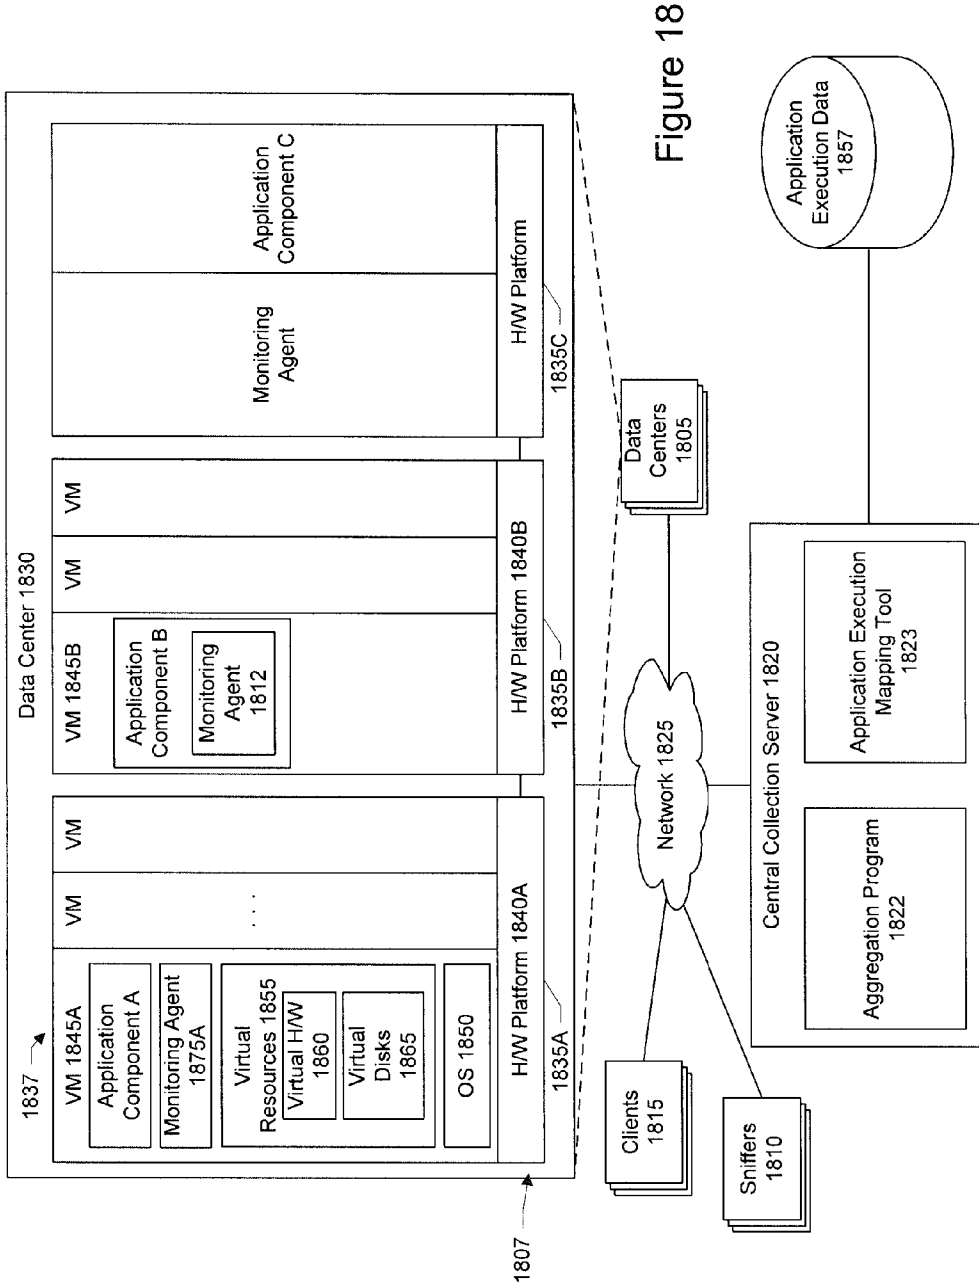 Data Center 1830
1837
VM 1845A
VM
VM
Application
Component A
Monitoring Agent
1875A
. . .
Virtual
Resources 1855
Virtual H/W
1860
Virtual
Disks
1865
OS 1850
H/W Platform 1840A
1835A
1807
VM 1845B
VM
VM
Application
Component B
Monitoring
Agent
1812
H/W Platform 1840B
1835B
Monitoring
Agent
Application
Component C
H/W Platform
1835C
Clients
1815
Sniffers
1810
Network 1825
Data
Centers
1805
Figure 18
Central Collection Server 1820
Aggregation Program
1822
Application Execution
Mapping Tool
1823
Application
Execution Data
1857